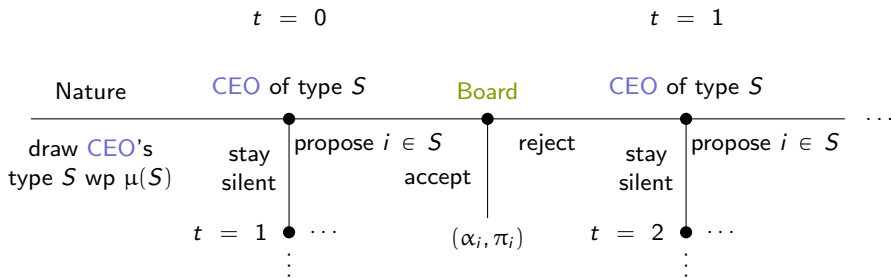 t = 0
t = 1
Nature
CEO of type S
Board
CEO of type S
draw CEO's
type S wp μ(S)
stay
silent
propose i ∈ S
accept
reject
stay
silent
propose i ∈ S
⋯
t = 1 ⋯
(α_i, π_i)
t = 2 ⋯
⋮
⋮